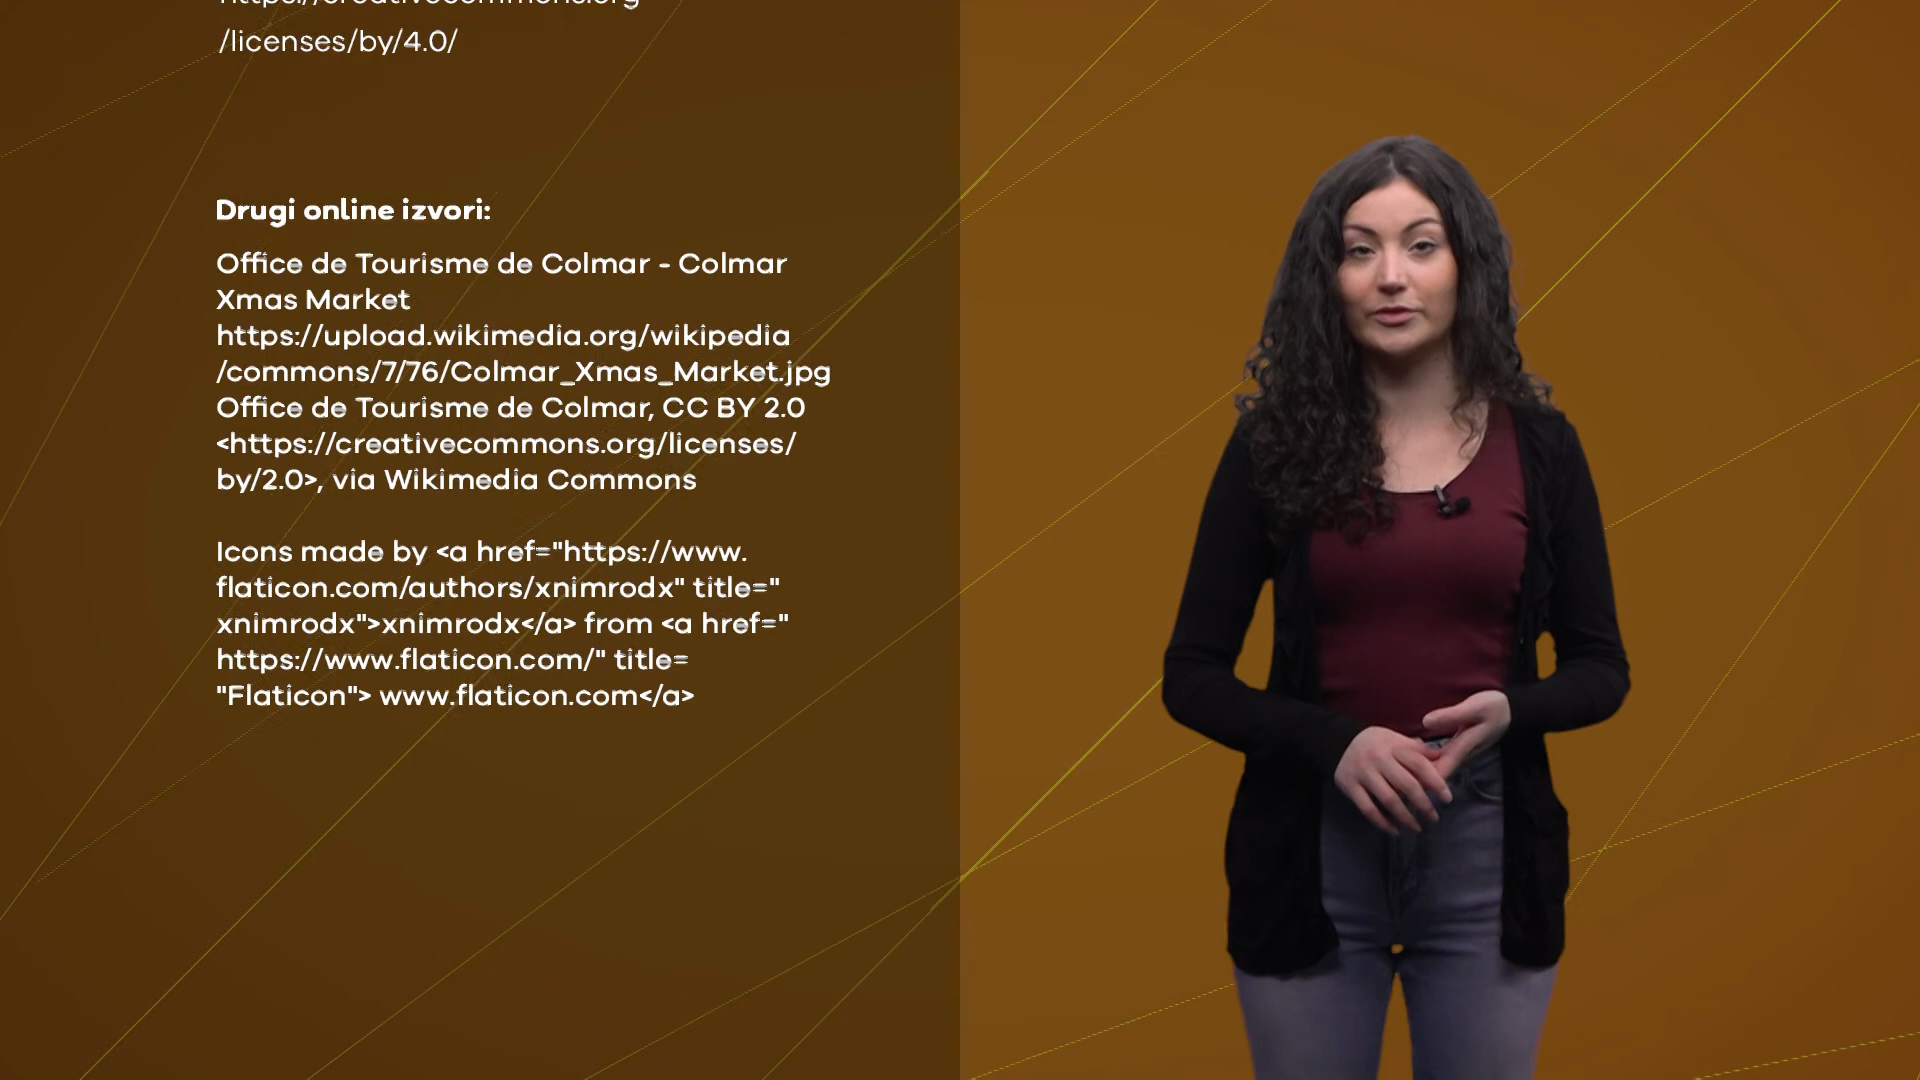 https://creativecommons.org
/licenses/by/4.0/
Drugi online izvori:
Office de Tourisme de Colmar - Colmar
Xmas Market
https://upload.wikimedia.org/wikipedia
/commons/7/76/Colmar_Xmas_Market.jpg
Office de Tourisme de Colmar, CC BY 2.0
<https://creativecommons.org/licenses/
by/2.0>, via Wikimedia Commons
Icons made by <a href="https://www.
flaticon.com/authors/xnimrodx" title="
xnimrodx">xnimrodx</a> from <a href="
https://www.flaticon.com/" title=
"Flaticon"> www.flaticon.com</a>